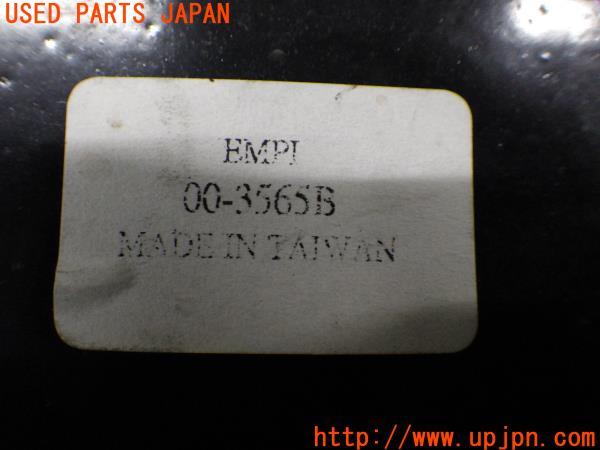 USED PARTS JAPAN
EMPI
00-3565B
MADE IN TAIWAN
http://www.upjpn.com